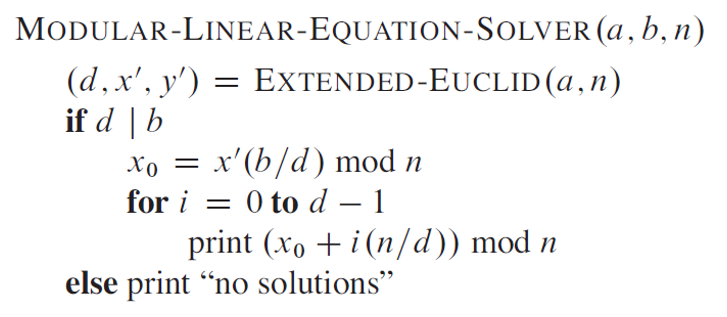 MODULAR-LINEAR-EQUATION-SOLVER(a, b, n)
(d, x′, y′) = EXTENDED-EUCLID(a, n)
if d | b
x₀ = x′(b/d) mod n
for i = 0 to d − 1
print (x₀ + i(n/d)) mod n
else print “no solutions”